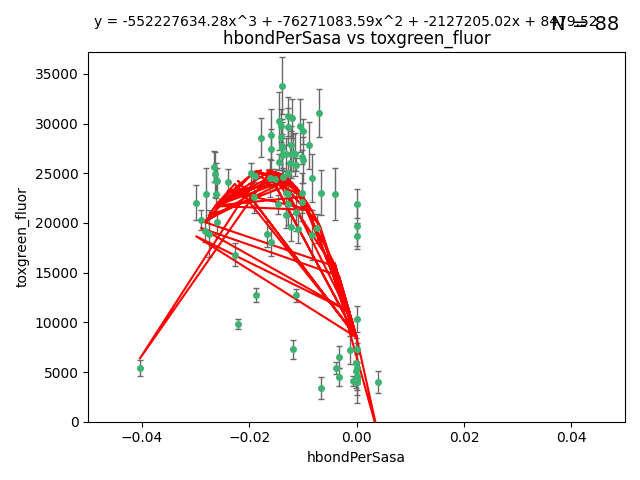 y = -552227634.28x^3 + -76271083.59x^2 + -2127205.02x + 8479.52
N = 88
hbondPerSasa vs toxgreen_fluor
35000
30000
25000
20000
15000
10000
5000
0
toxgreen_fluor
−0.04 −0.02 0.00 0.02 0.04
hbondPerSasa